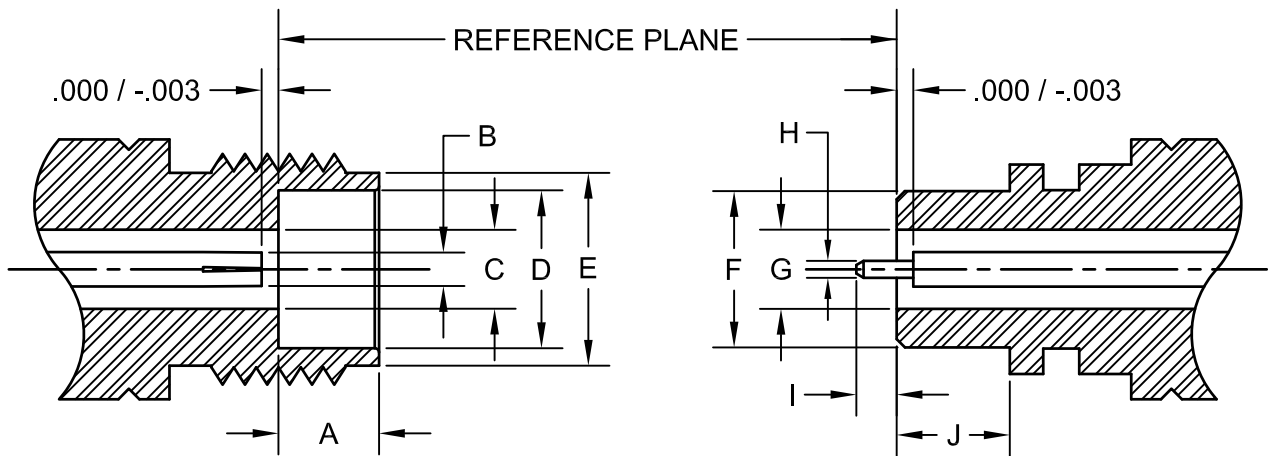 REFERENCE PLANE
.000 / -.003
.000 / -.003
B
H
C
D
E
F
G
I
A
J